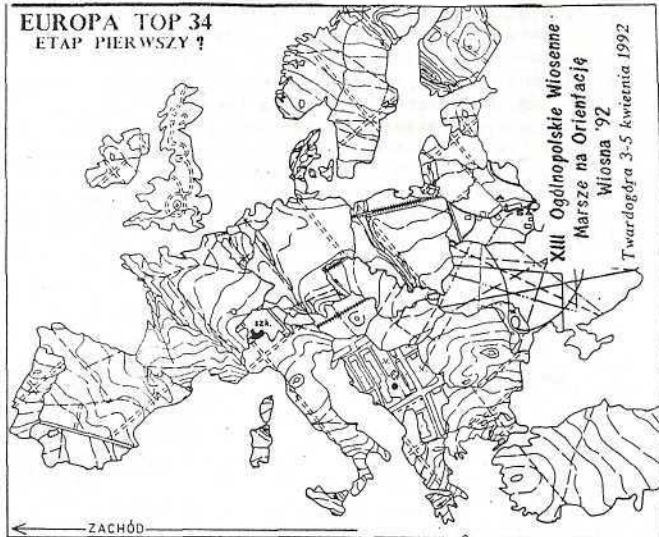 EUROPA TOP 34
ETAP PIERWSZY ?
XIII Ogólnopolskie Wiosenne
Marsze na Orientację
Wiosna '92
Twardogóra 3-5 kwietnia 1992
szk.
ZACHÓD